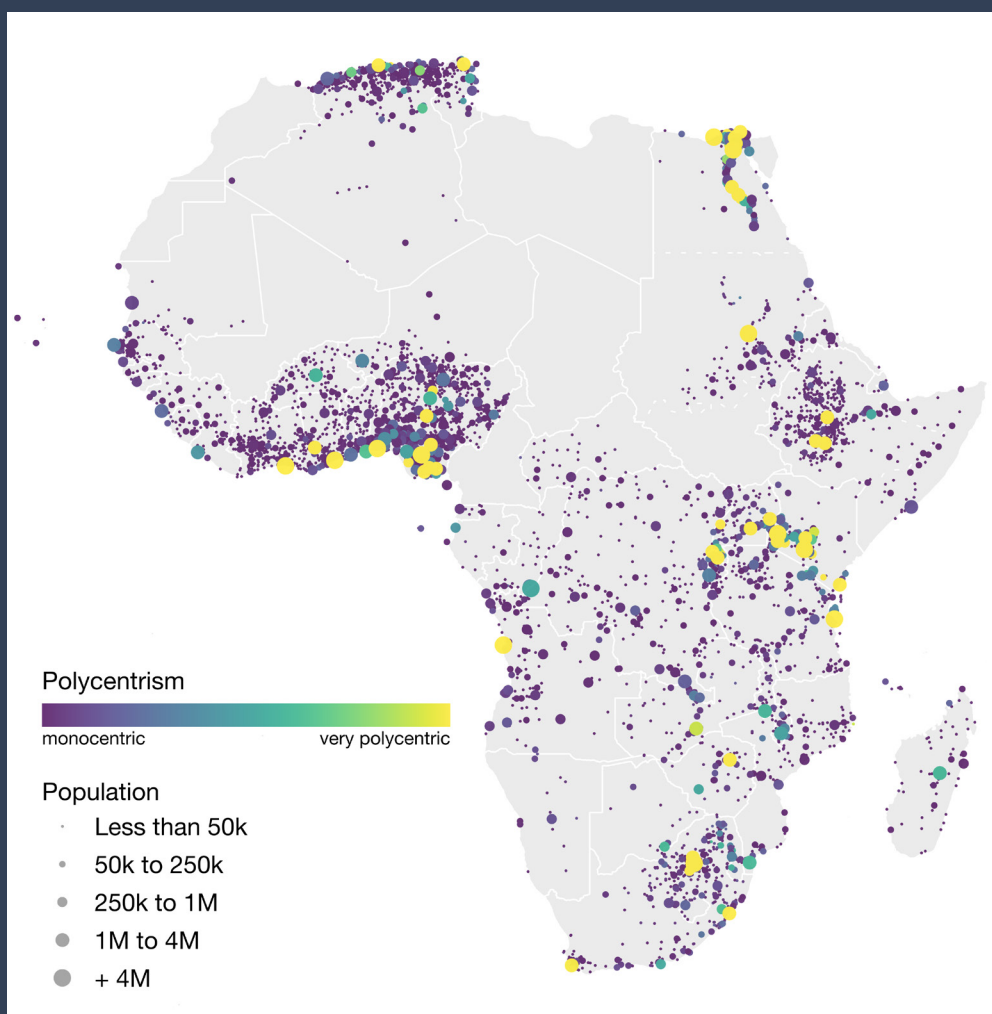 Polycentrism
monocentric very polycentric
Population
Less than 50k
50k to 250k
250k to 1M
1M to 4M
+ 4M